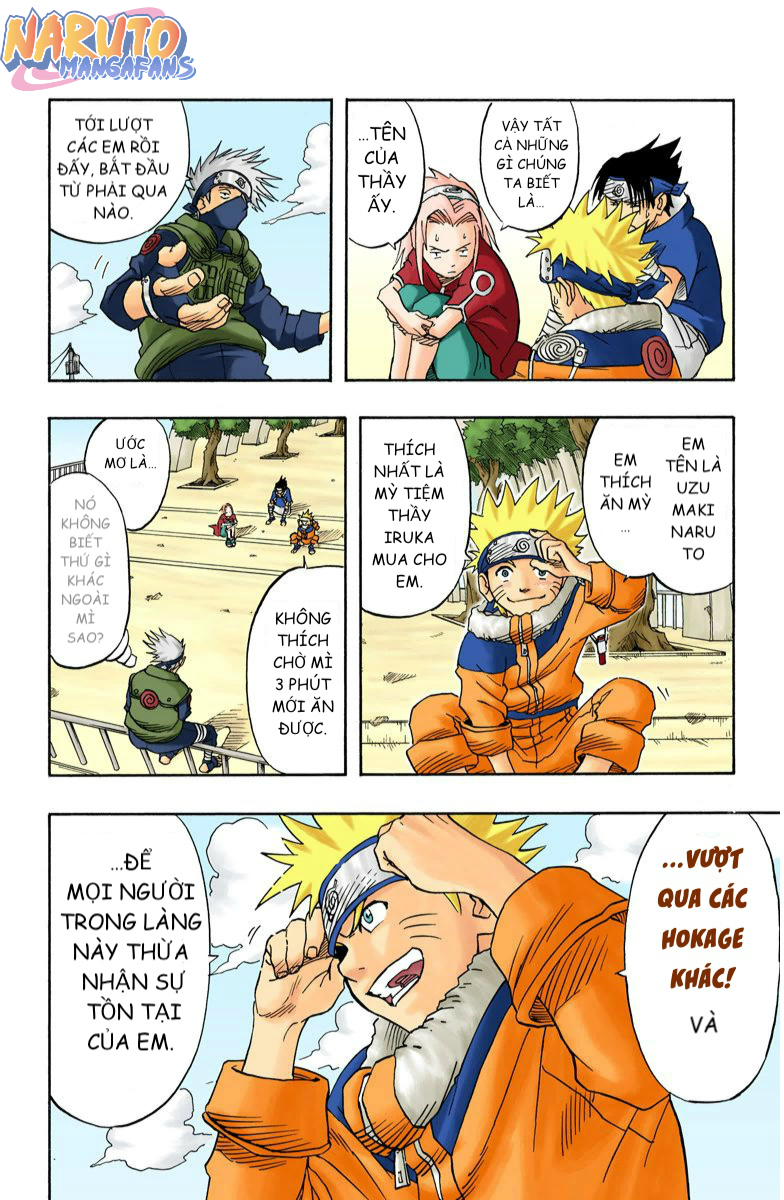 NARUTO
MANGAFANS
VẬY TẤT
CẢ NHỮNG
GÌ CHÚNG
TA BIẾT
LÀ...
...TÊN
CỦA
THẦY
ẤY.
TỚI LƯỢT
CÁC EM RỒI
ĐẤY, BẮT ĐẦU
TỪ PHẢI QUA
NÀO.
EM
TÊN LÀ
UZU
MAKI
NARU
TO
EM
THÍCH
ĂN MỲ
...
THÍCH
NHẤT LÀ
MỲ TIỆM
THẦY
IRUKA
MUA CHO
EM.
KHÔNG
THÍCH
CHỜ MÌ
3 PHÚT
MỚI ĂN
ĐƯỢC.
ƯỚC
MƠ LÀ...
NÓ
KHÔNG
BIẾT
THỨ GÌ
KHÁC
NGOÀI
MÌ
SAO?
...VƯỢT
QUA CÁC
HOKAGE
KHÁC!
VÀ
...ĐỂ
MỌI NGƯỜI
TRONG LÀNG
NÀY THỪA
NHẬN SỰ
TỒN TẠI
CỦA EM.